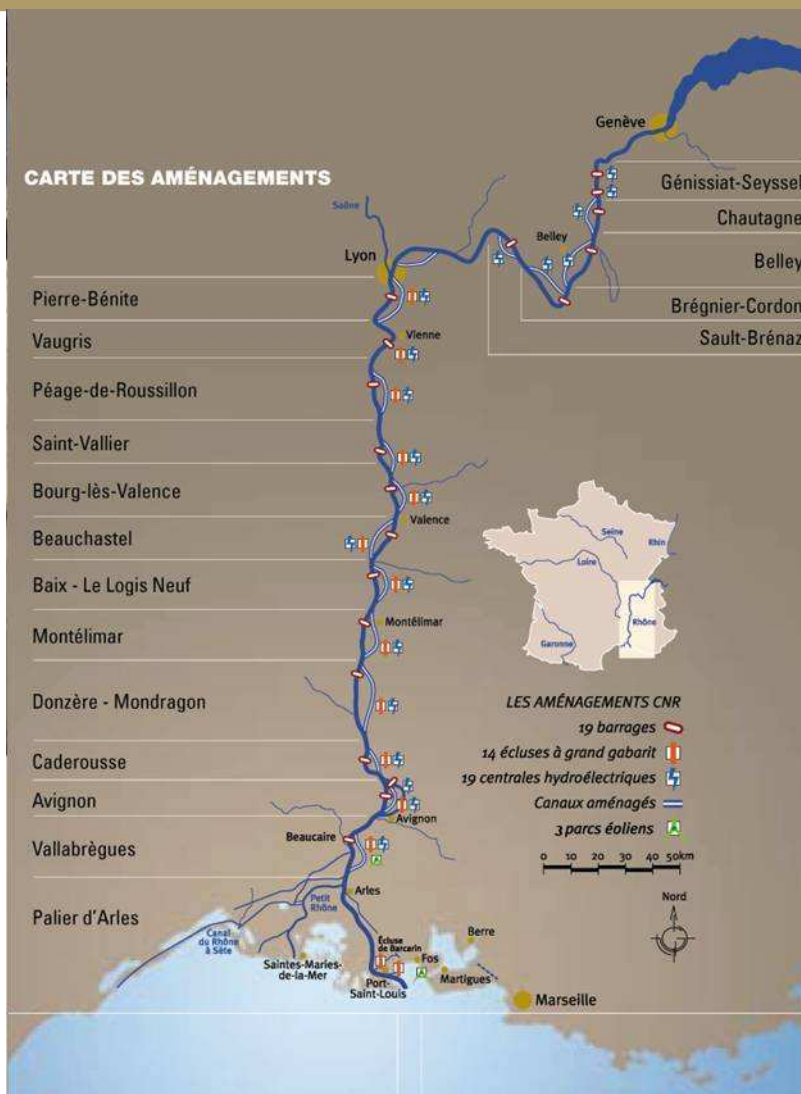 CARTE DES AMÉNAGEMENTS
Genève
Génissiat-Seyssel
Chautagne
Belley
Brégnier-Cordon
Sault-Brénaz
Saône
Lyon
Belley
Pierre-Bénite
Vaugris
Vienne
Péage-de-Roussillon
Saint-Vallier
Bourg-lès-Valence
Valence
Beauchastel
Baix - Le Logis Neuf
Montélimar
Montélimar
Donzère - Mondragon
Caderousse
Avignon
Avignon
Beaucaire
Vallabrègues
Arles
Palier d'Arles
Petit
Rhône
Canal
du Rhône
à Sète
Saintes-Maries-
de-la-Mer
Écluse
de Barcarin
Port-
Saint-Louis
Fos
Berre
Martigues
Marseille
Seine
Rhin
Loire
Rhône
Garonne
LES AMÉNAGEMENTS CNR
19 barrages
14 écluses à grand gabarit
19 centrales hydroélectriques
Canaux aménagés
3 parcs éoliens
0 10 20 30 40 50km
Nord